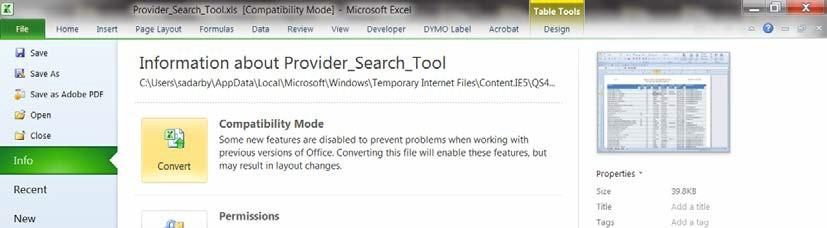 Provider_Search_Tool.xls [Compatibility Mode] - Microsoft Excel
Table Tools
File Home Insert Page Layout Formulas Data Review View Developer DYMO Label Acrobat Design
Save
Save As
Save as Adobe PDF
Open
Close
Info
Recent
New
Information about Provider_Search_Tool
C:\Users\sadarby\AppData\Local\Microsoft\Windows\Temporary Internet Files\Content.IE5\QS4...
Convert
Compatibility Mode
Some new features are disabled to prevent problems when working with
previous versions of Office. Converting this file will enable these features, but
may result in layout changes.
Permissions
Properties
Size 39.8KB
Title Add a title
Tags Add a tag